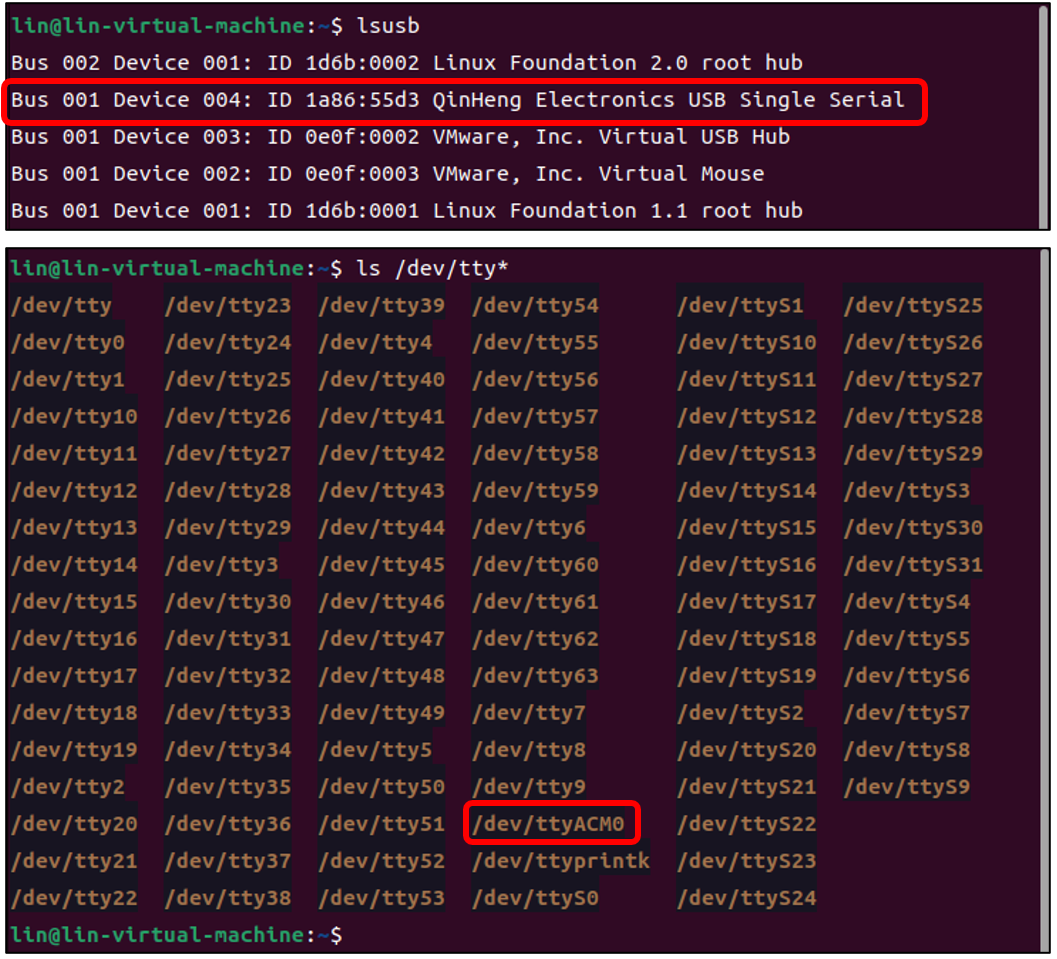 lin@lin-virtual-machine:~$ lsusb
Bus 002 Device 001: ID 1d6b:0002 Linux Foundation 2.0 root hub
Bus 001 Device 004: ID 1a86:55d3 QinHeng Electronics USB Single Serial
Bus 001 Device 003: ID 0e0f:0002 VMware, Inc. Virtual USB Hub
Bus 001 Device 002: ID 0e0f:0003 VMware, Inc. Virtual Mouse
Bus 001 Device 001: ID 1d6b:0001 Linux Foundation 1.1 root hub
lin@lin-virtual-machine:~$ ls /dev/tty*
/dev/tty /dev/tty23 /dev/tty39 /dev/tty54 /dev/ttyS1 /dev/ttyS25
/dev/tty0 /dev/tty24 /dev/tty4 /dev/tty55 /dev/ttyS10 /dev/ttyS26
/dev/tty1 /dev/tty25 /dev/tty40 /dev/tty56 /dev/ttyS11 /dev/ttyS27
/dev/tty10 /dev/tty26 /dev/tty41 /dev/tty57 /dev/ttyS12 /dev/ttyS28
/dev/tty11 /dev/tty27 /dev/tty42 /dev/tty58 /dev/ttyS13 /dev/ttyS29
/dev/tty12 /dev/tty28 /dev/tty43 /dev/tty59 /dev/ttyS14 /dev/ttyS3
/dev/tty13 /dev/tty29 /dev/tty44 /dev/tty6 /dev/ttyS15 /dev/ttyS30
/dev/tty14 /dev/tty3 /dev/tty45 /dev/tty60 /dev/ttyS16 /dev/ttyS31
/dev/tty15 /dev/tty30 /dev/tty46 /dev/tty61 /dev/ttyS17 /dev/ttyS4
/dev/tty16 /dev/tty31 /dev/tty47 /dev/tty62 /dev/ttyS18 /dev/ttyS5
/dev/tty17 /dev/tty32 /dev/tty48 /dev/tty63 /dev/ttyS19 /dev/ttyS6
/dev/tty18 /dev/tty33 /dev/tty49 /dev/tty7 /dev/ttyS2 /dev/ttyS7
/dev/tty19 /dev/tty34 /dev/tty5 /dev/tty8 /dev/ttyS20 /dev/ttyS8
/dev/tty2 /dev/tty35 /dev/tty50 /dev/tty9 /dev/ttyS21 /dev/ttyS9
/dev/tty20 /dev/tty36 /dev/tty51 /dev/ttyACM0 /dev/ttyS22
/dev/tty21 /dev/tty37 /dev/tty52 /dev/ttyprintk /dev/ttyS23
/dev/tty22 /dev/tty38 /dev/tty53 /dev/ttyS0 /dev/ttyS24
lin@lin-virtual-machine:~$